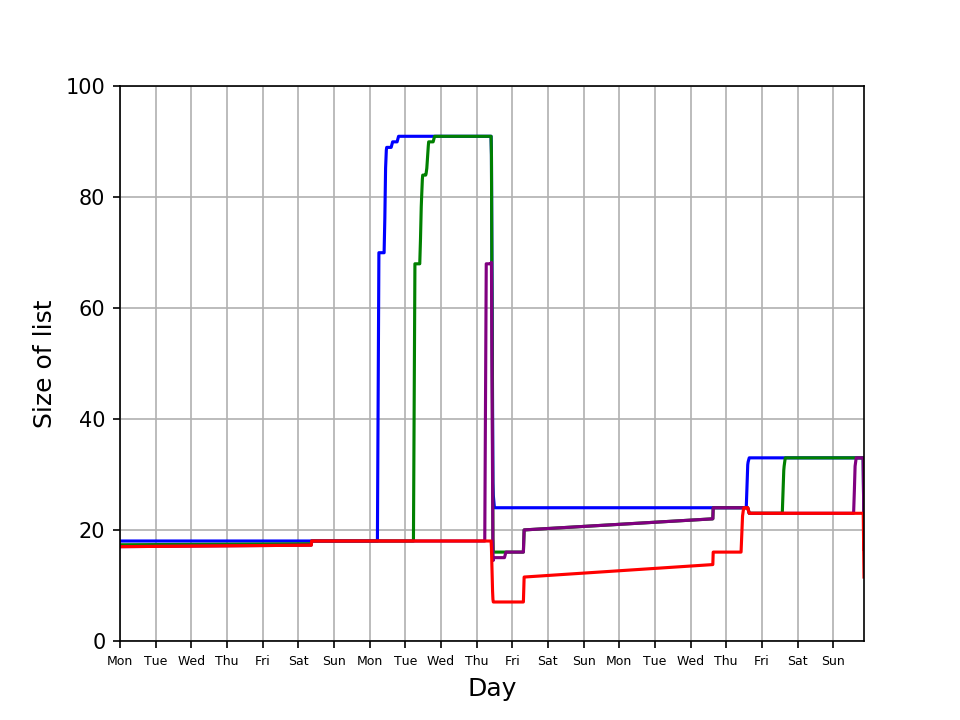 100
80
60
40
20
0
Size of list
Mon Tue Wed Thu Fri Sat Sun Mon Tue Wed Thu Fri Sat Sun Mon Tue Wed Thu Fri Sat Sun
Day